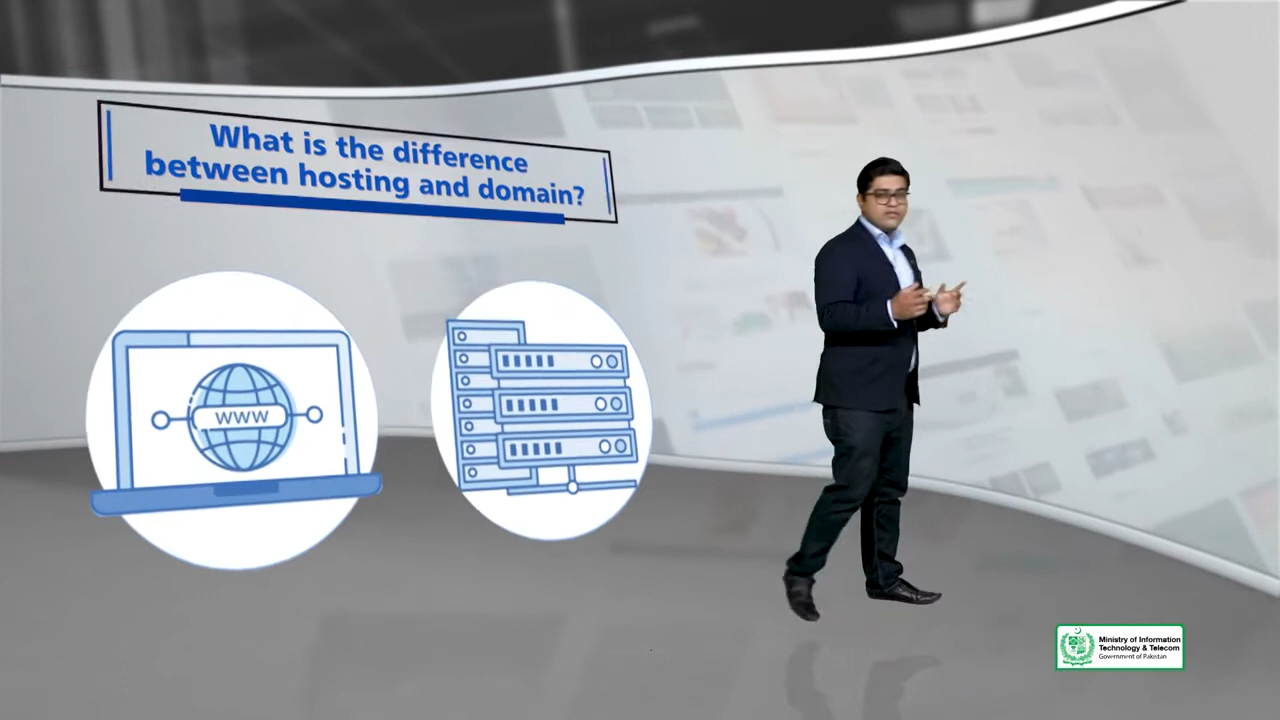 What is the difference
between hosting and domain?
www
Ministry of Information
Technology & Telecom
Government of Pakistan